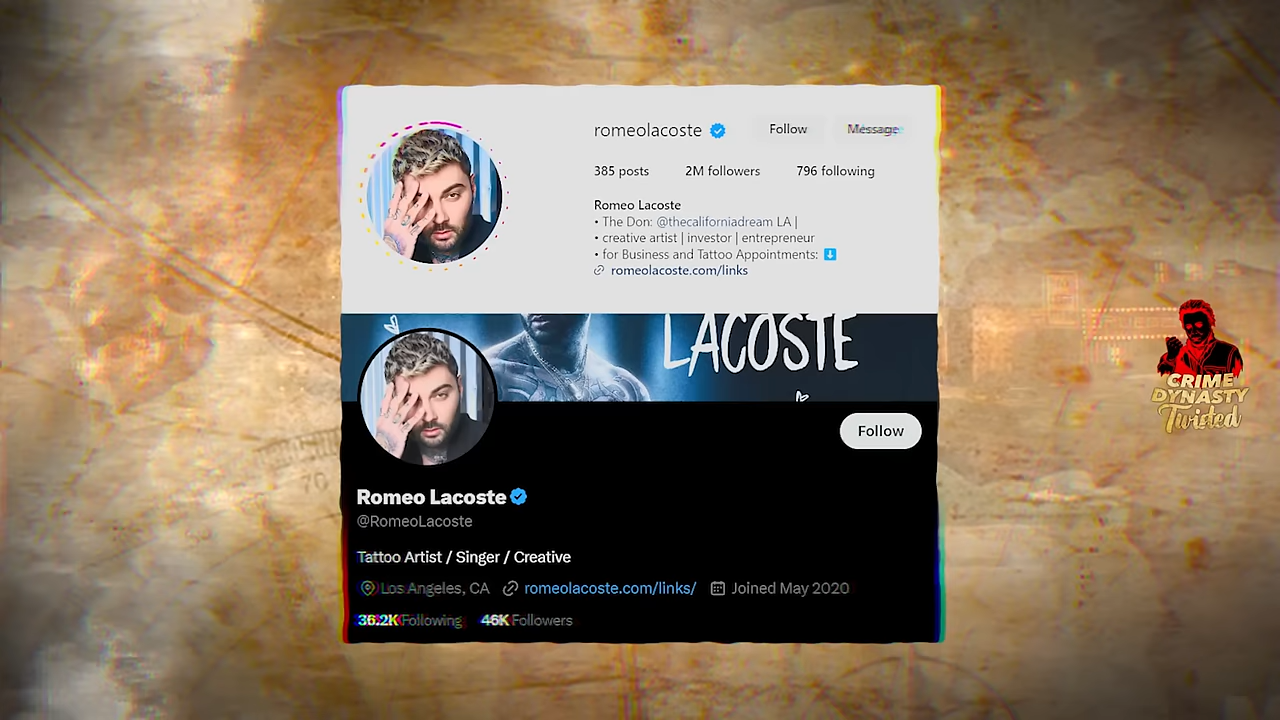 romeolacoste Follow Message
385 posts 2M followers 796 following
Romeo Lacoste
• The Don: @thecaliforniadream LA |
• creative artist | investor | entrepreneur
• for Business and Tattoo Appointments:
romeolacoste.com/links
LACOSTE
Follow
Romeo Lacoste
@RomeoLacoste
Tattoo Artist / Singer / Creative
Los Angeles, CA romeolacoste.com/links/ Joined May 2020
36.2K Following 46K Followers
CRIME
DYNASTY
Twisted
70